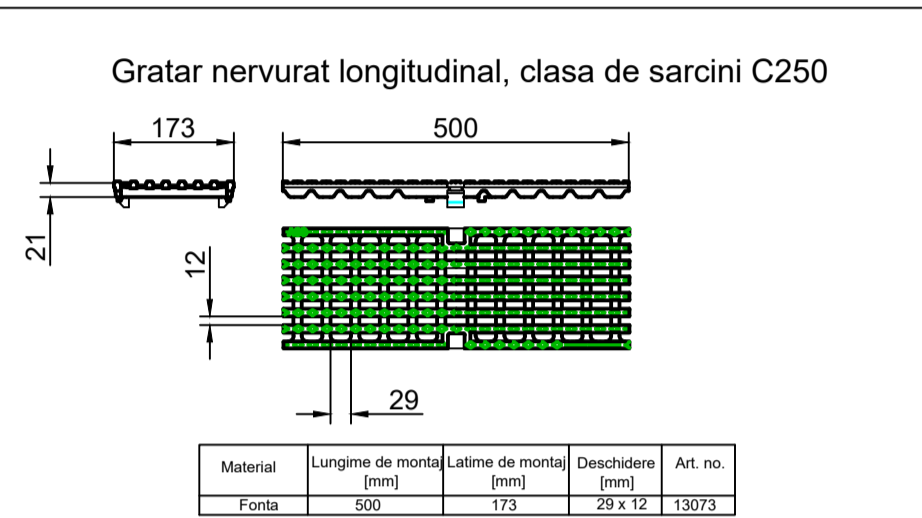 Gratar nervurat longitudinal, clasa de sarcini C250
173
500
21
12
29
Material Lungime de montaj [mm] Latime de montaj [mm] Deschidere [mm] Art. no.
Fonta 500 173 29 x 12 13073